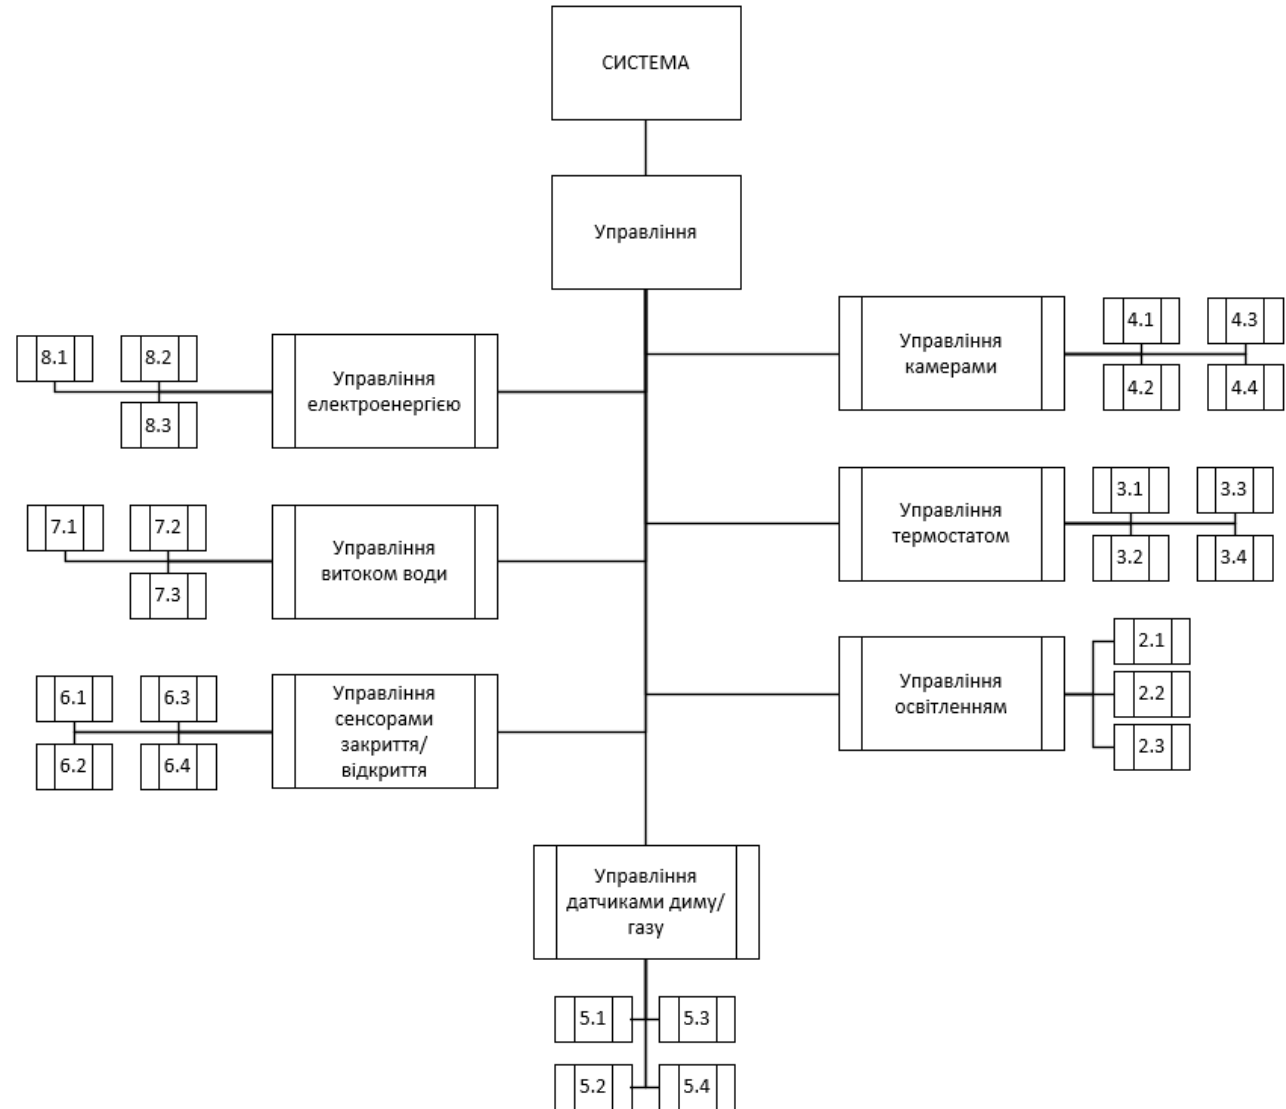 СИСТЕМА
Управління
Управління
камерами
4.1
4.3
4.2
4.4
8.1
8.2
8.3
Управління
електроенергією
Управління
термостатом
3.1
3.3
3.2
3.4
7.1
7.2
7.3
Управління
витоком води
Управління
освітленням
2.1
2.2
2.3
6.1
6.3
6.2
6.4
Управління
сенсорами
закриття/
відкриття
Управління
датчиками диму/
газу
5.1
5.3
5.2
5.4